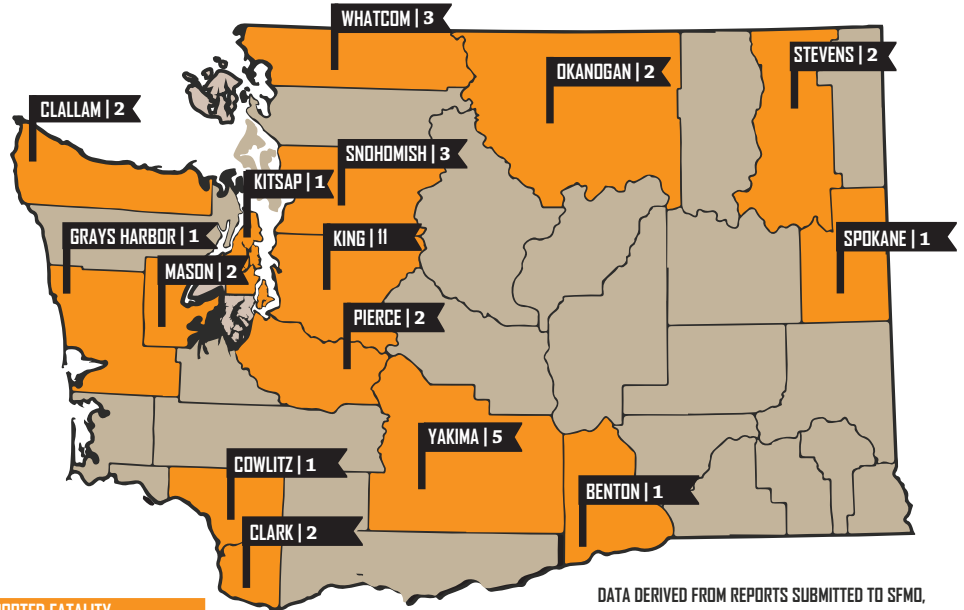 WHATCOM | 3
STEVENS | 2
OKANOGAN | 2
CLALLAM | 2
SNOHOMISH | 3
KITSAP | 1
GRAYS HARBOR | 1
KING | 11
SPOKANE | 1
MASON | 2
PIERCE | 2
YAKIMA | 5
COWLITZ | 1
BENTON | 1
CLARK | 2
DATA DERIVED FROM REPORTS SUBMITTED TO SFMO,
FATALITY